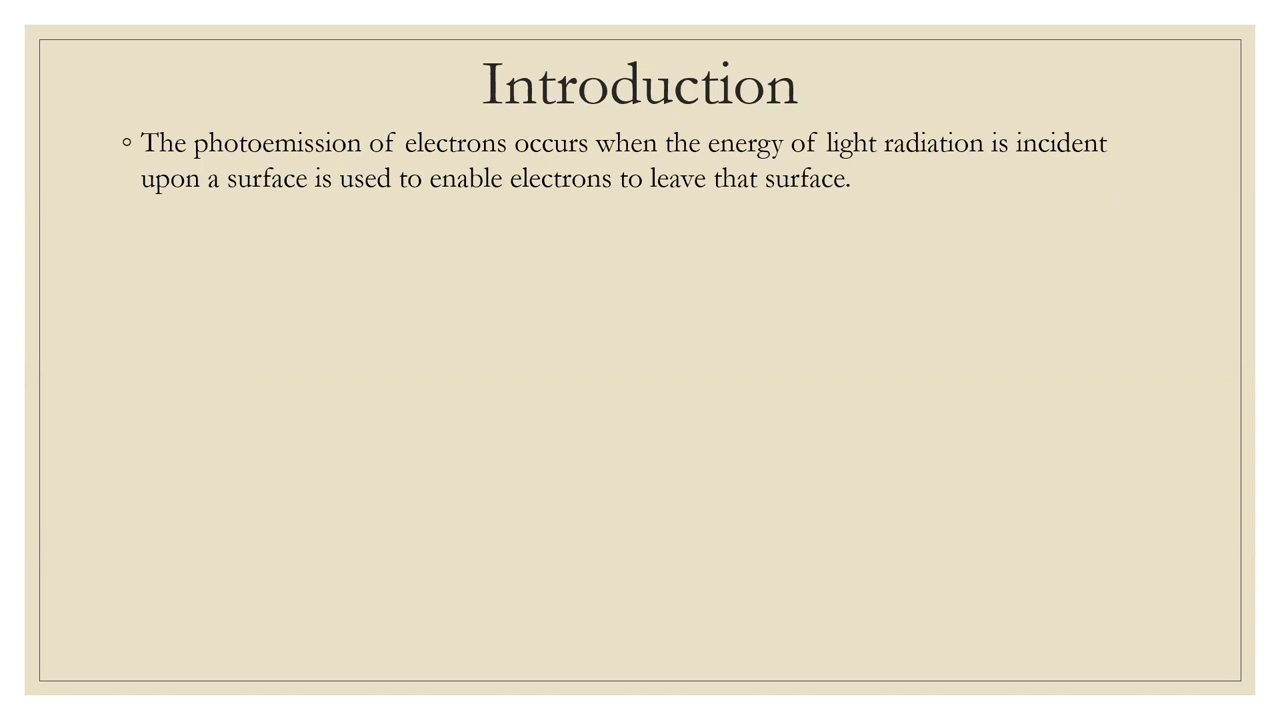 Introduction
◦ The photoemission of electrons occurs when the energy of light radiation is incident
upon a surface is used to enable electrons to leave that surface.